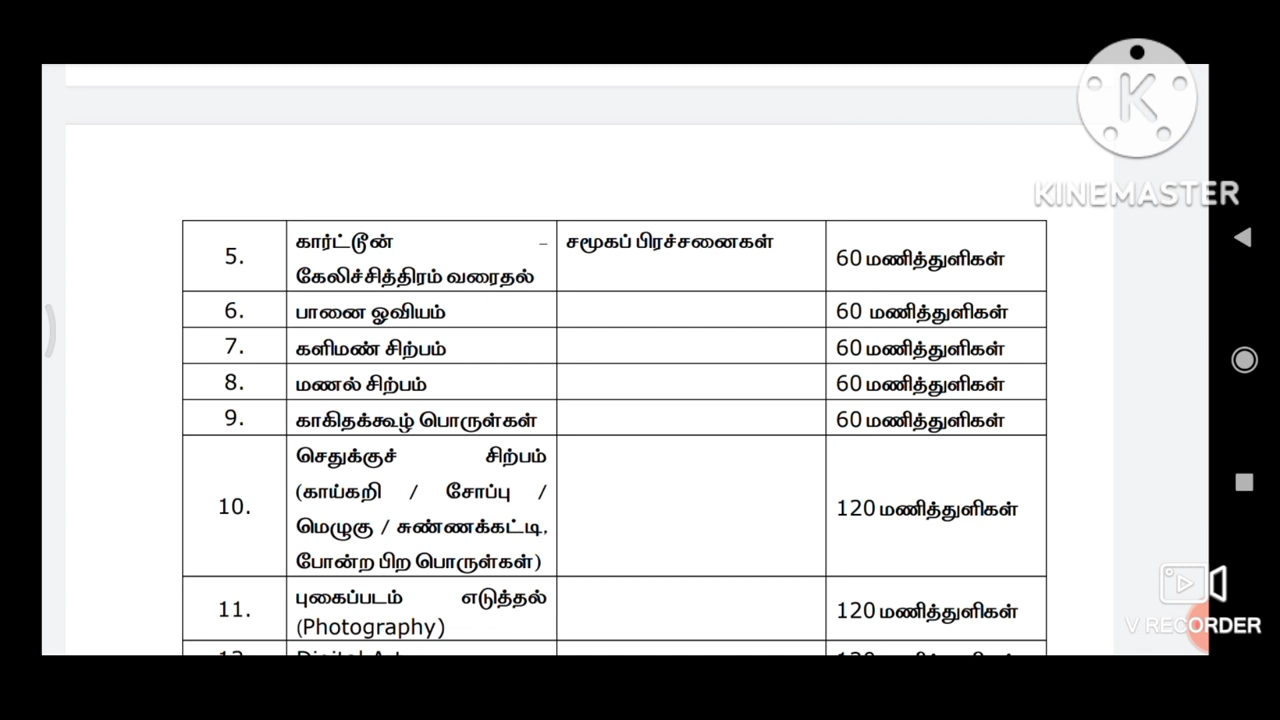 KINEMASTER
5. கார்ட்டூன் – சமூகப் பிரச்சனைகள் 60 மணித்துளிகள்
கேலிச்சித்திரம் வரைதல்
6. பானை ஓவியம் 60 மணித்துளிகள்
7. களிமண் சிற்பம் 60 மணித்துளிகள்
8. மணல் சிற்பம் 60 மணித்துளிகள்
9. காகிதக்கூழ் பொருள்கள் 60 மணித்துளிகள்
10. செதுக்குச் சிற்பம் 120 மணித்துளிகள்
(காய்கறி / சோப்பு /
மெழுகு / சுண்ணக்கட்டி,
போன்ற பிற பொருள்கள்)
11. புகைப்படம் எடுத்தல் 120 மணித்துளிகள்
(Photography)
V RECORDER